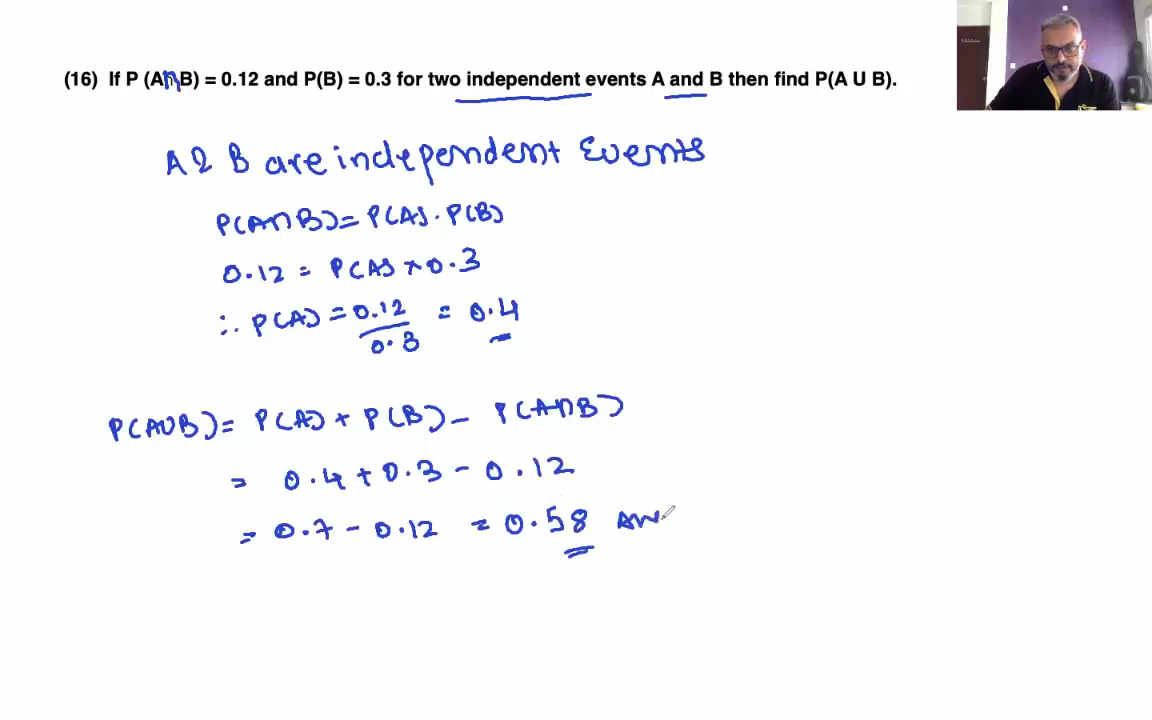 (16) If P (A∩B) = 0.12 and P(B) = 0.3 for two independent events A and B then find P(A U B).
A & B are independent Events
P(A∩B) = P(A) . P(B)
0.12 = P(A) × 0.3
∴ P(A) = 0.12/0.3 = 0.4
P(A∪B) = P(A) + P(B) - P(A∩B)
= 0.4 + 0.3 - 0.12
= 0.7 - 0.12 = 0.58 Ans